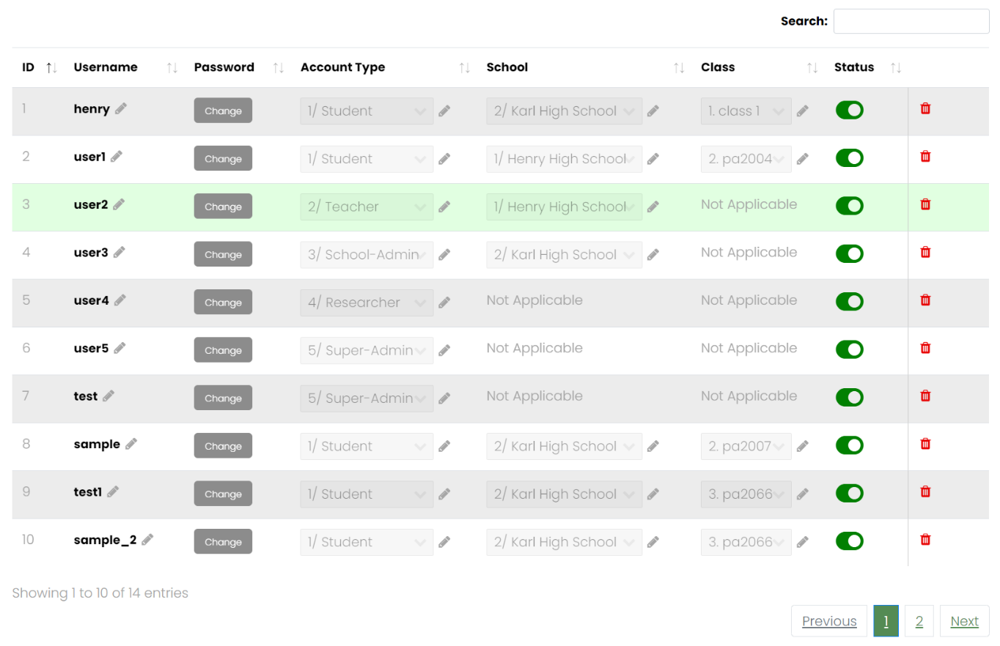 Search:
ID Username Password Account Type School Class Status
1 henry Change 1/ Student 2/ Karl High School 1. class 1
2 user1 Change 1/ Student 1/ Henry High School 2. pa2004
3 user2 Change 2/ Teacher 1/ Henry High School Not Applicable
4 user3 Change 3/ School-Admin 2/ Karl High School Not Applicable
5 user4 Change 4/ Researcher Not Applicable Not Applicable
6 user5 Change 5/ Super-Admin Not Applicable Not Applicable
7 test Change 5/ Super-Admin Not Applicable Not Applicable
8 sample Change 1/ Student 2/ Karl High School 2. pa2007
9 test1 Change 1/ Student 2/ Karl High School 3. pa2066
10 sample_2 Change 1/ Student 2/ Karl High School 3. pa2066
Showing 1 to 10 of 14 entries
Previous 1 2 Next